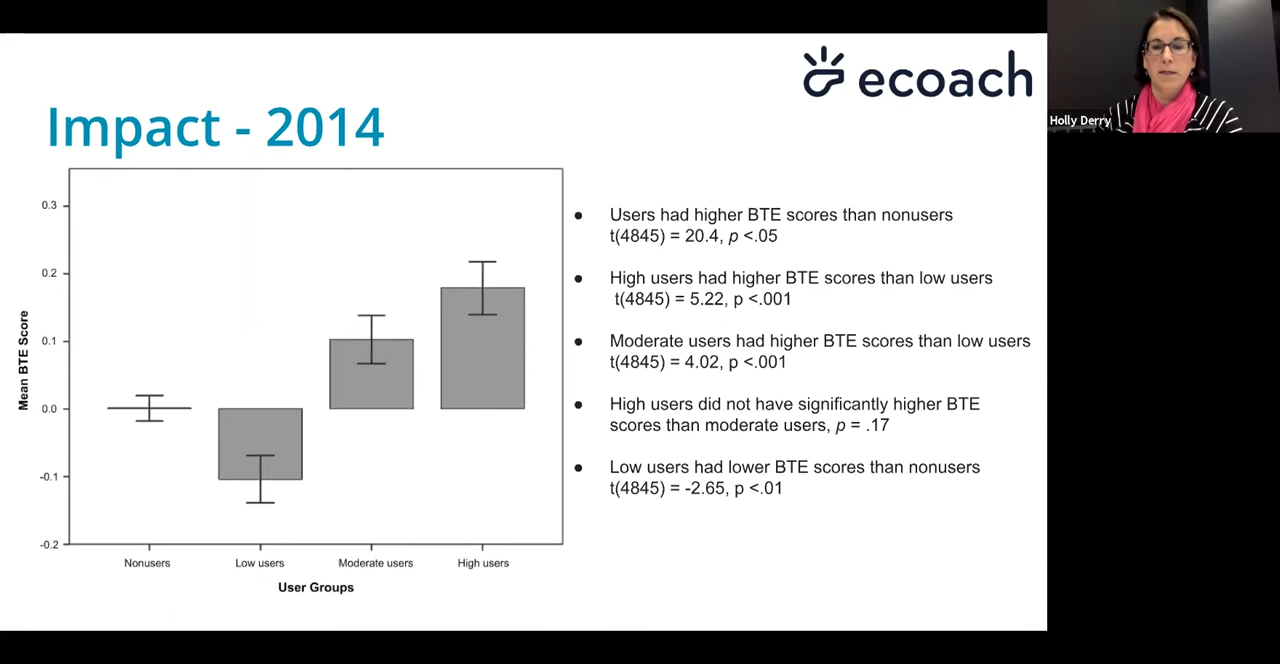 ecoach
Holly Derry
Impact - 2014
0.3
0.2
0.1
0.0
-0.1
-0.2
Mean BTE Score
Nonusers Low users Moderate users High users
User Groups
● Users had higher BTE scores than nonusers
t(4845) = 20.4, p <.05
● High users had higher BTE scores than low users
t(4845) = 5.22, p <.001
● Moderate users had higher BTE scores than low users
t(4845) = 4.02, p <.001
● High users did not have significantly higher BTE
scores than moderate users, p = .17
● Low users had lower BTE scores than nonusers
t(4845) = -2.65, p <.01